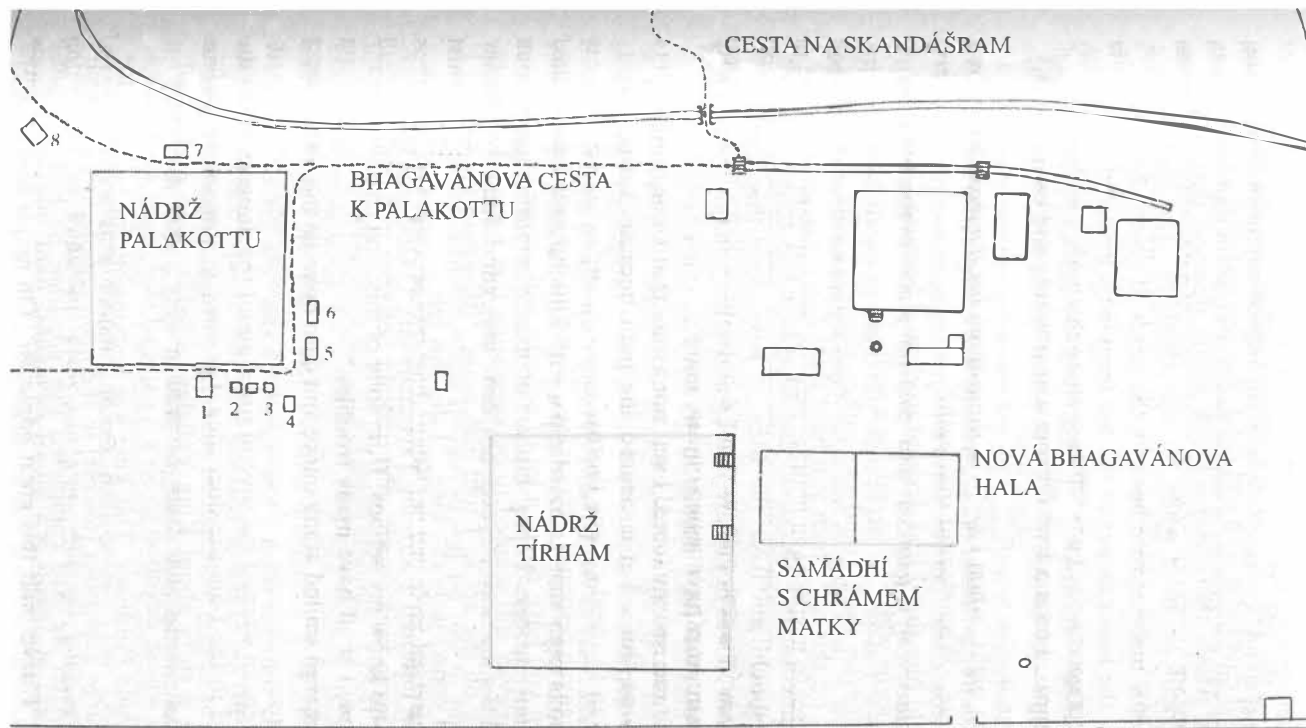 CESTA NA SKANDÁŠRAM
8
7
BHAGAVÁNOVA CESTA
K PALAKOTTU
NÁDRŽ
PALAKOTTU
6
5
1
2
3
4
NOVÁ BHAGAVÁNOVA
HALA
NÁDRŽ
TÍRHAM
SAMÁDHÍ
S CHRÁMEM
MATKY